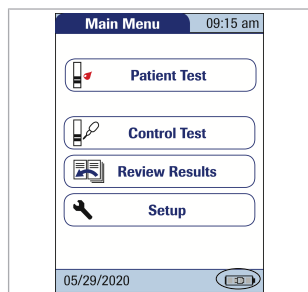 Main Menu 09:15 am
Patient Test
Control Test
Review Results
Setup
05/29/2020